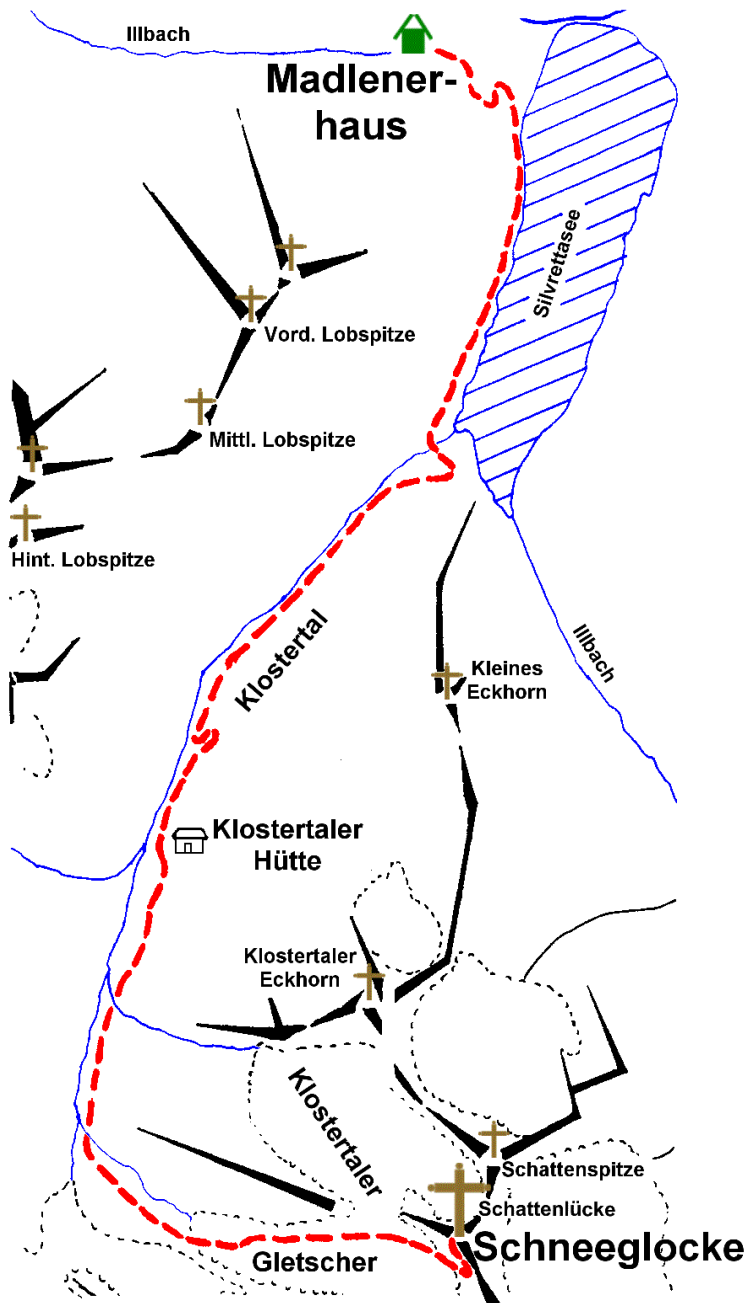 Illbach
Madlener-
haus
Silvrettasee
Vord. Lobspitze
Mittl. Lobspitze
Hint. Lobspitze
Illbach
Klostertal
Kleines
Eckhorn
Klostertaler
Hütte
Klostertaler
Eckhorn
Klostertaler
Schattenspitze
Schattenlücke
Schneeglocke
Gletscher